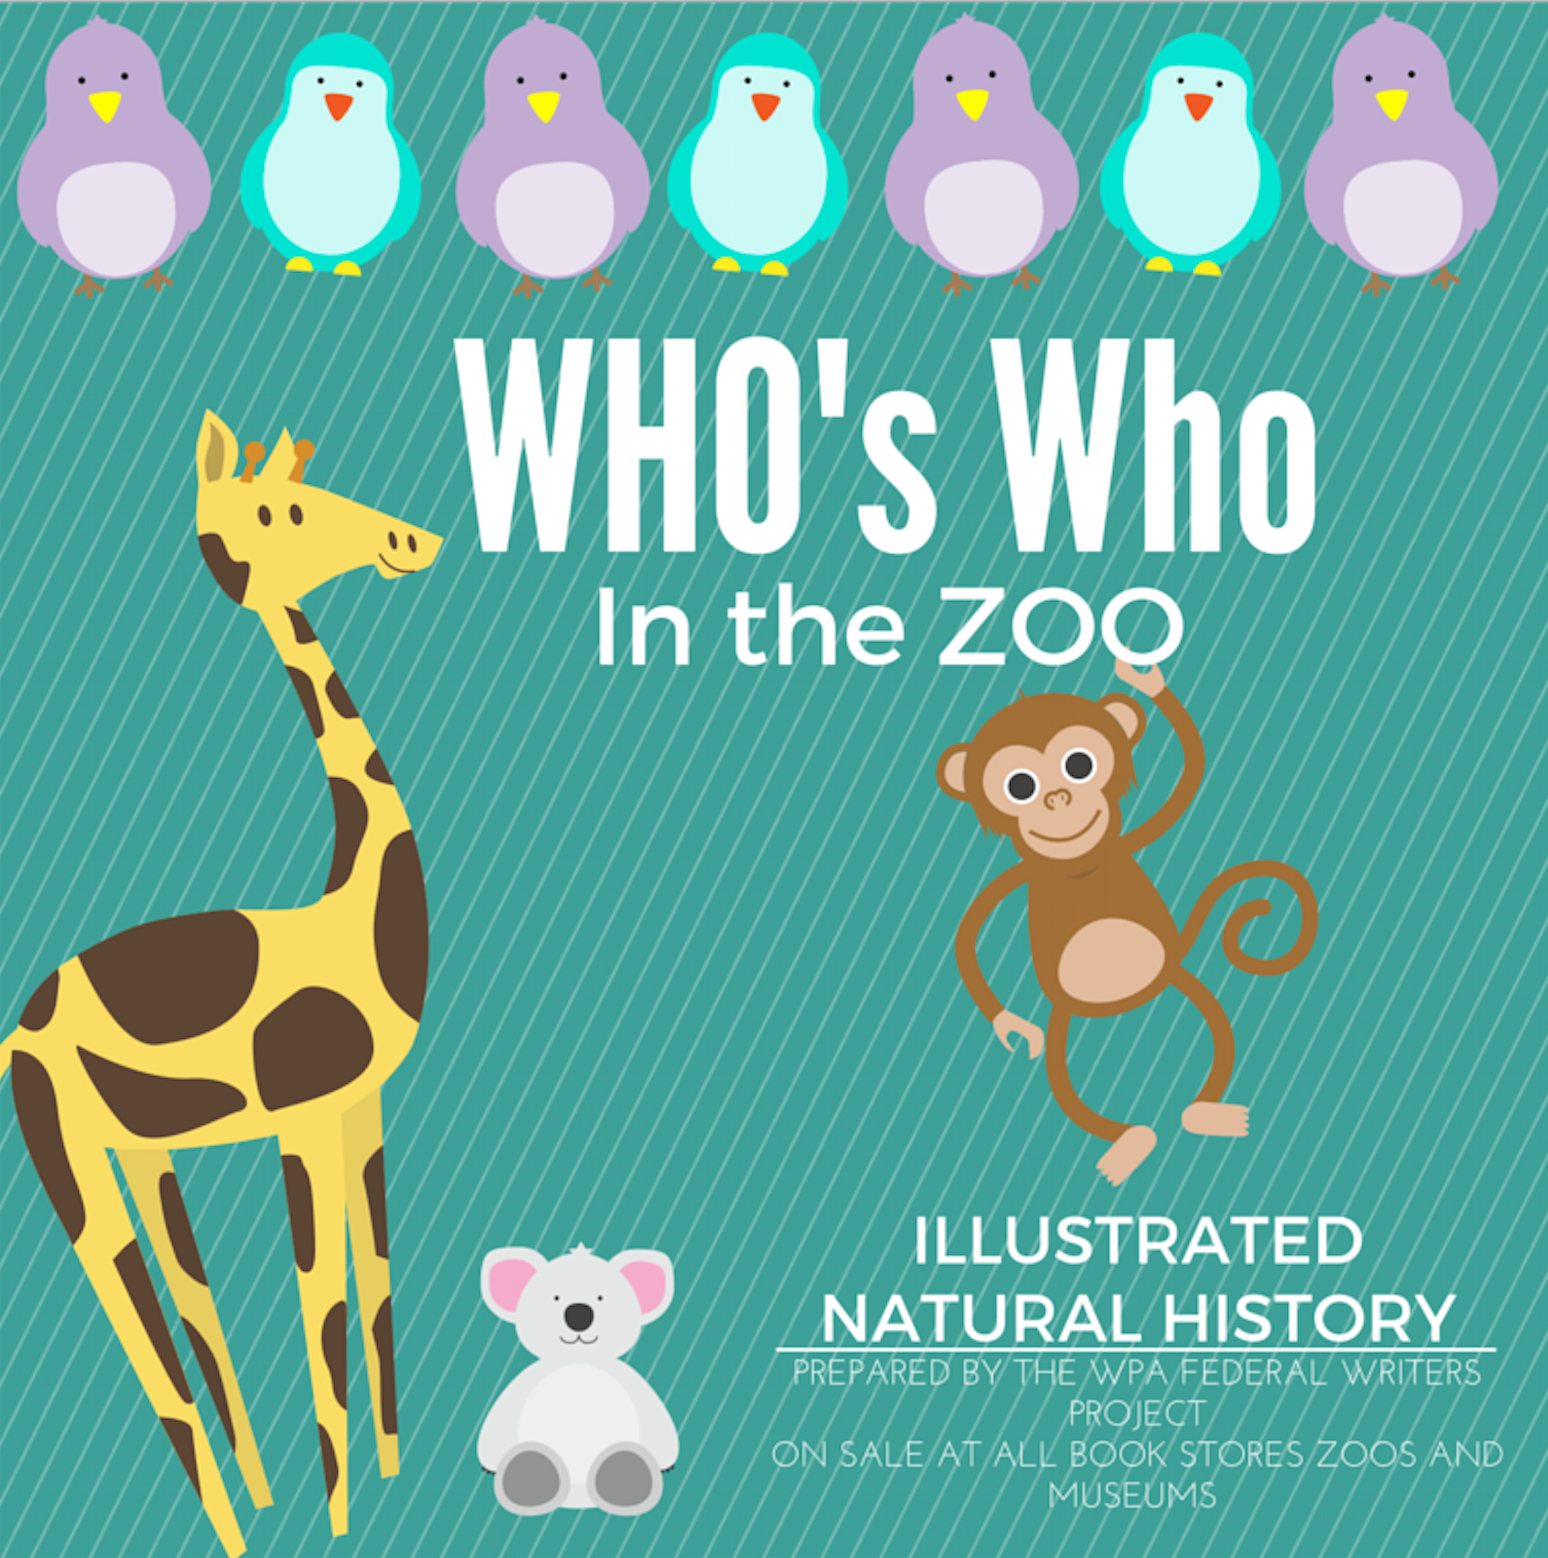 WHO's Who
In the ZOO
ILLUSTRATED
NATURAL HISTORY
PREPARED BY THE WPA FEDERAL WRITERS
PROJECT
ON SALE AT ALL BOOK STORES ZOOS AND
MUSEUMS